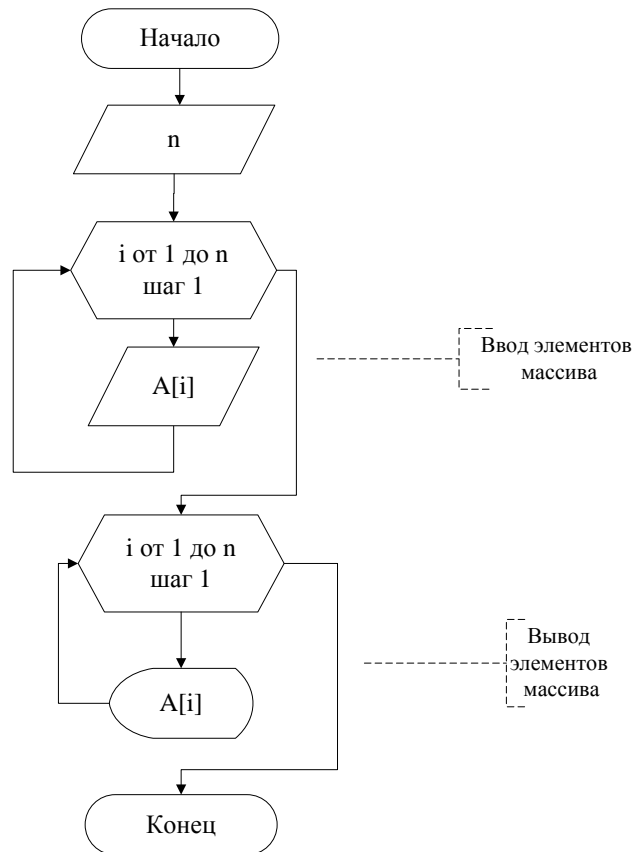 Начало
n
i от 1 до n
шаг 1
A[i]
Ввод элементов
массива
i от 1 до n
шаг 1
A[i]
Вывод
элементов
массива
Конец